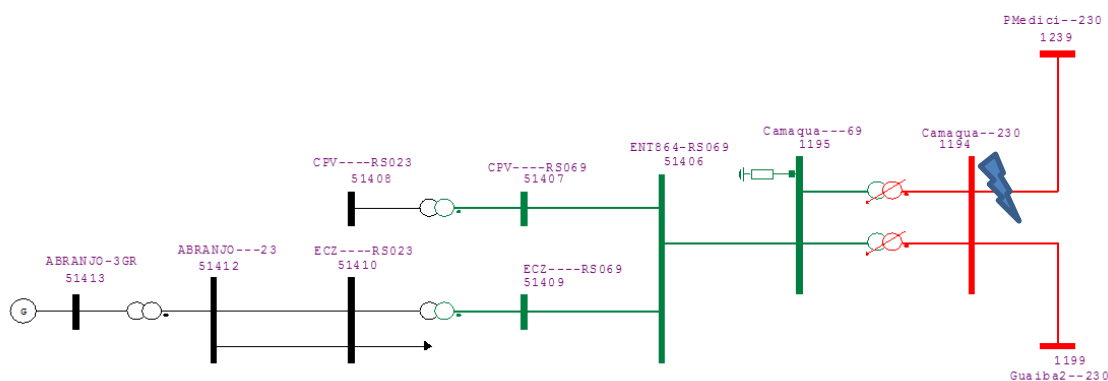 PMedici--230
1239
Camaqua---69
1195
Camaqua--230
1194
ENT864-RS069
51406
CPV----RS023
51408
CPV----RS069
51407
ABRANJO---23
51412
ECZ----RS023
51410
ABRANJO-3GR
51413
ECZ----RS069
51409
G
1199
Guaiba2--230